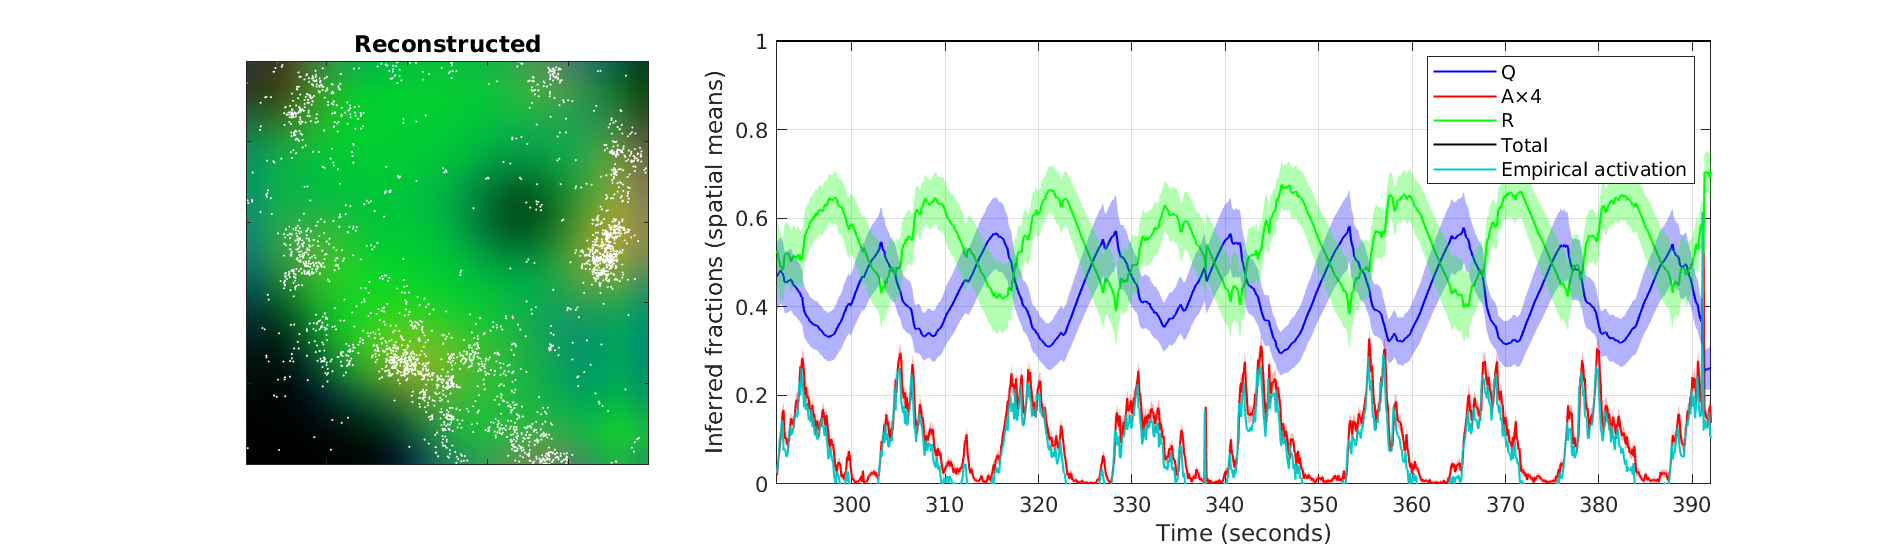 Reconstructed
Inferred fractions (spatial means)
1
0.8
0.6
0.4
0.2
0
300 310 320 330 340 350 360 370 380 390
Time (seconds)
Q
A×4
R
Total
Empirical activation